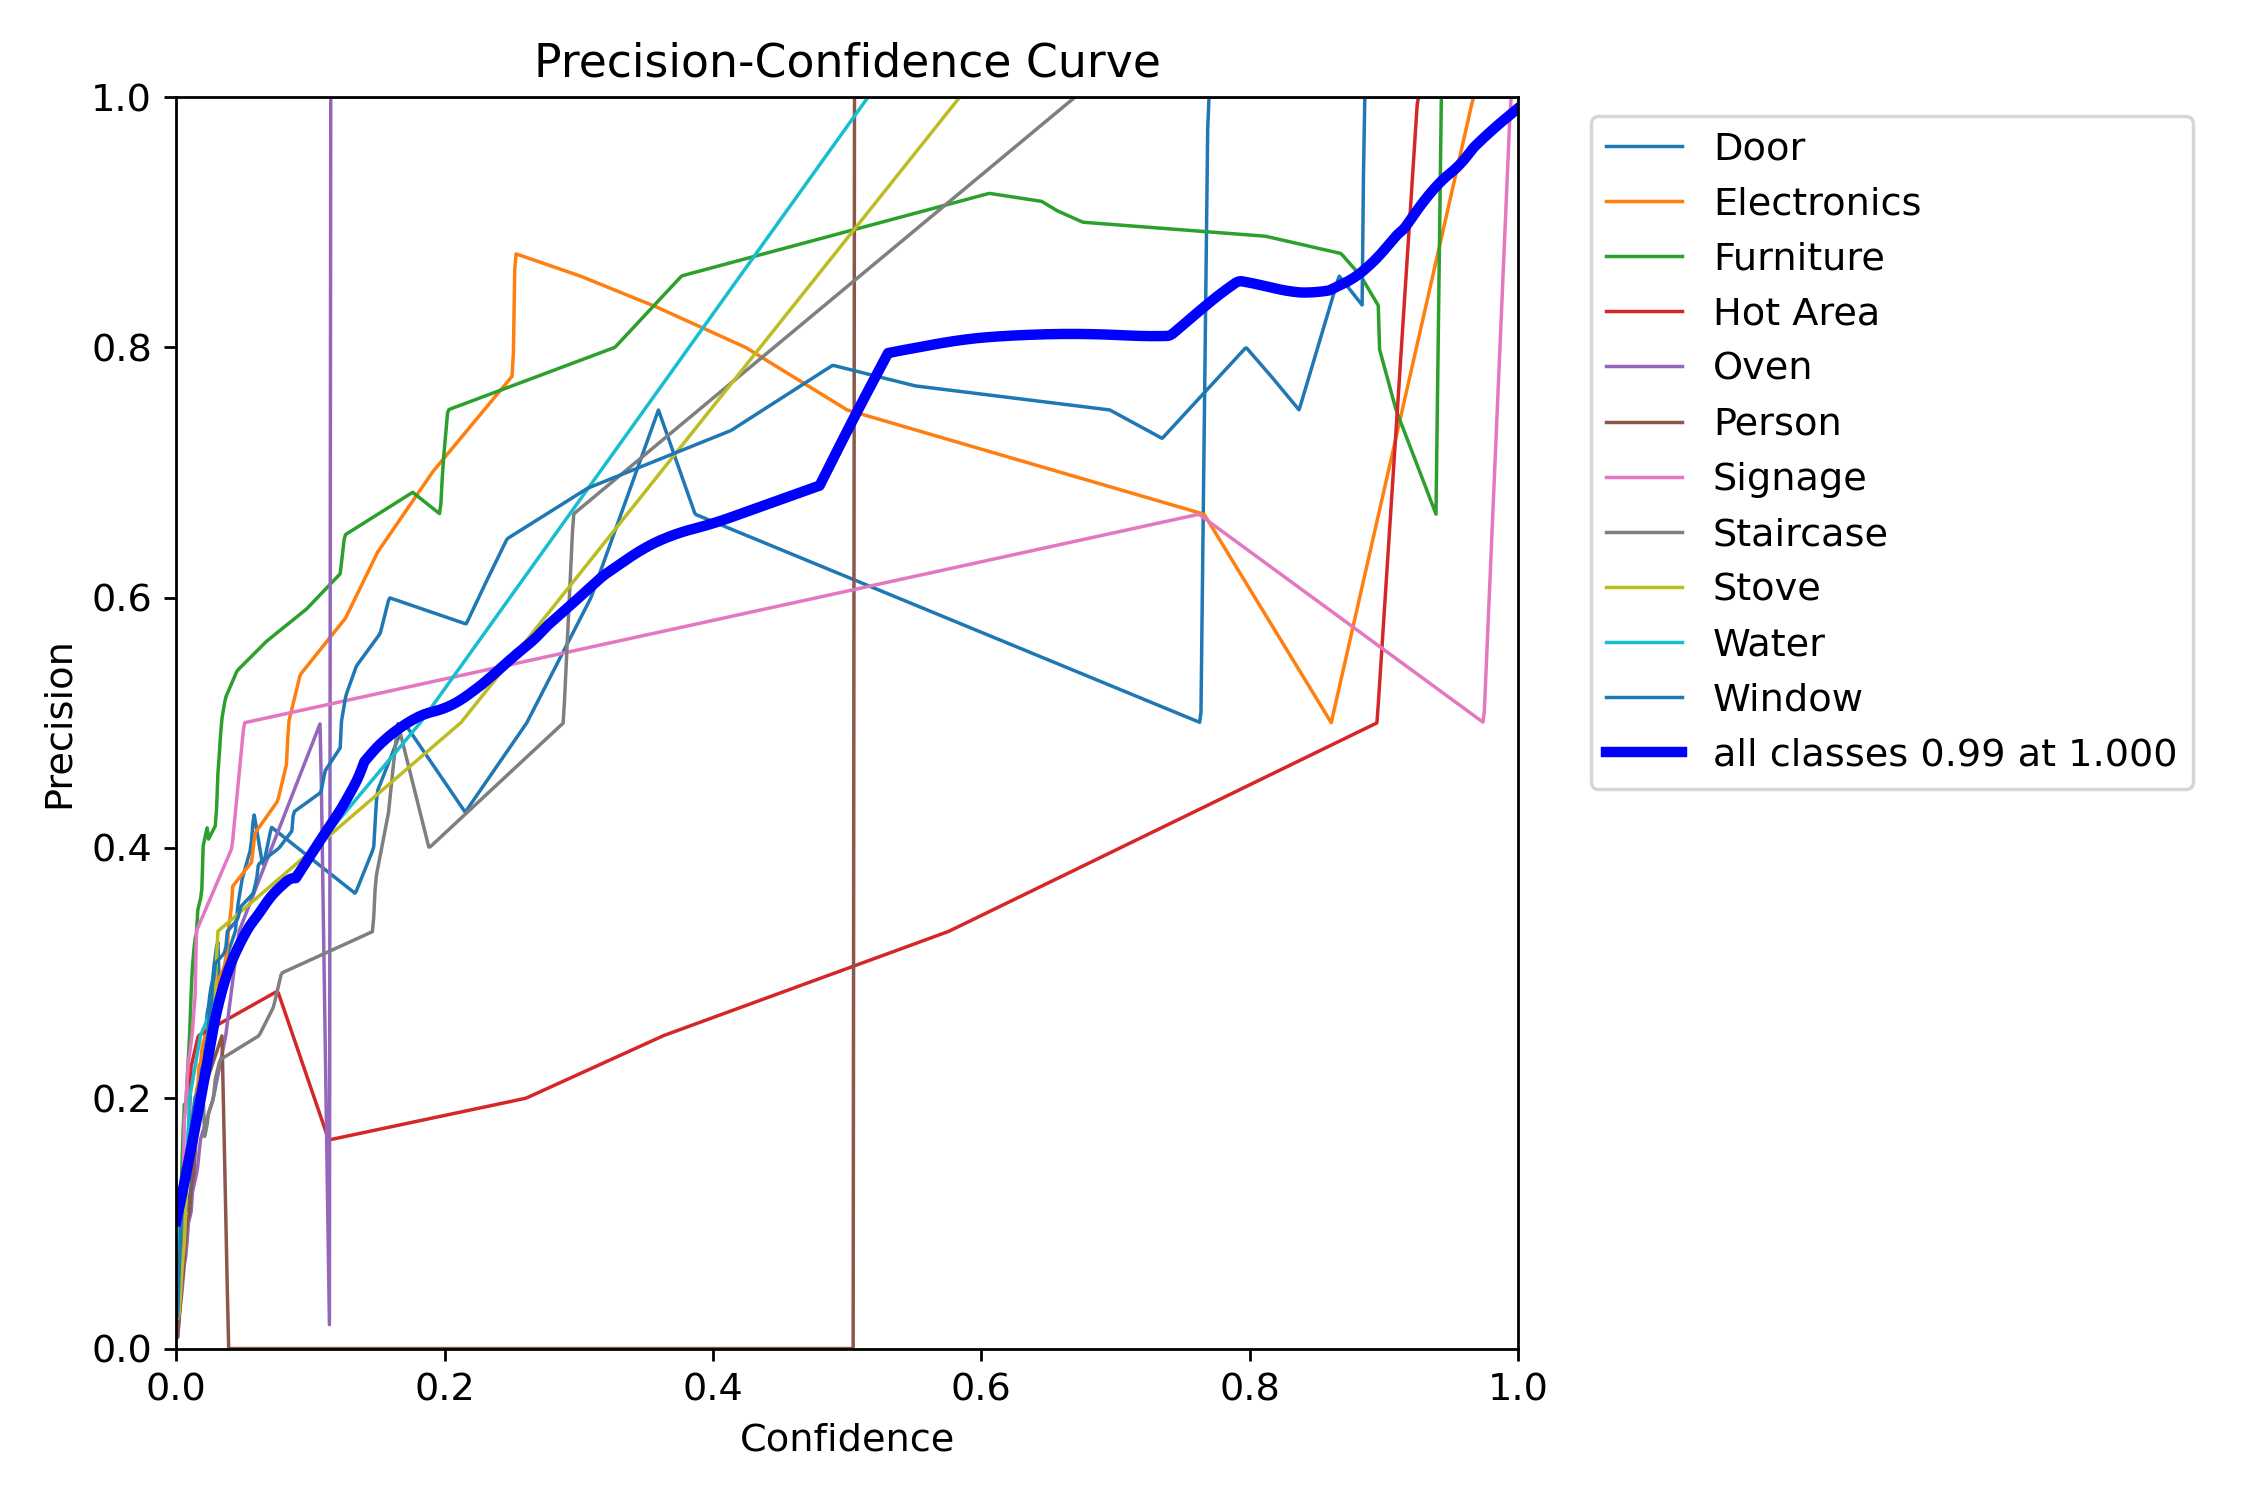 Precision-Confidence Curve
1.0
0.8
0.6
0.4
0.2
0.0
Precision
0.0 0.2 0.4 0.6 0.8 1.0
Confidence
Door
Electronics
Furniture
Hot Area
Oven
Person
Signage
Staircase
Stove
Water
Window
all classes 0.99 at 1.000